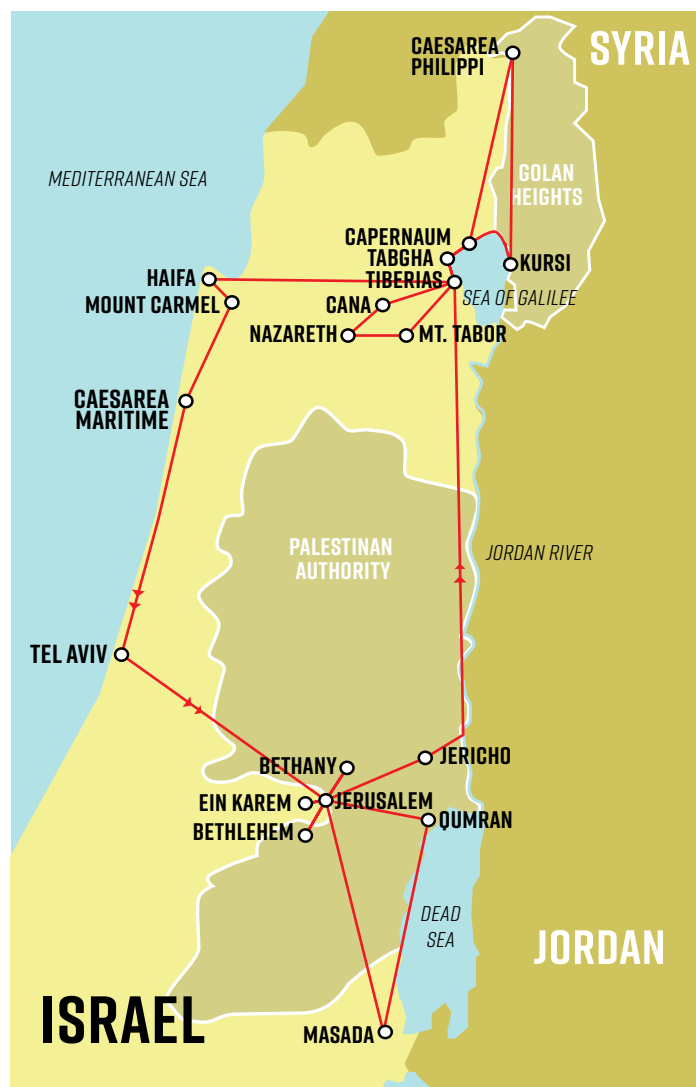 CAESAREA
PHILIPPI
SYRIA
MEDITERRANEAN SEA
GOLAN
HEIGHTS
CAPERNAUM
TABGHA
KURSI
HAIFA
TIBERIAS
MOUNT CARMEL
CANA
SEA OF GALILEE
NAZARETH
MT. TABOR
CAESAREA
MARITIME
PALESTINAN
AUTHORITY
JORDAN RIVER
TEL AVIV
BETHANY
JERICHO
EIN KAREM
JERUSALEM
BETHLEHEM
QUMRAN
DEAD
SEA
JORDAN
ISRAEL
MASADA